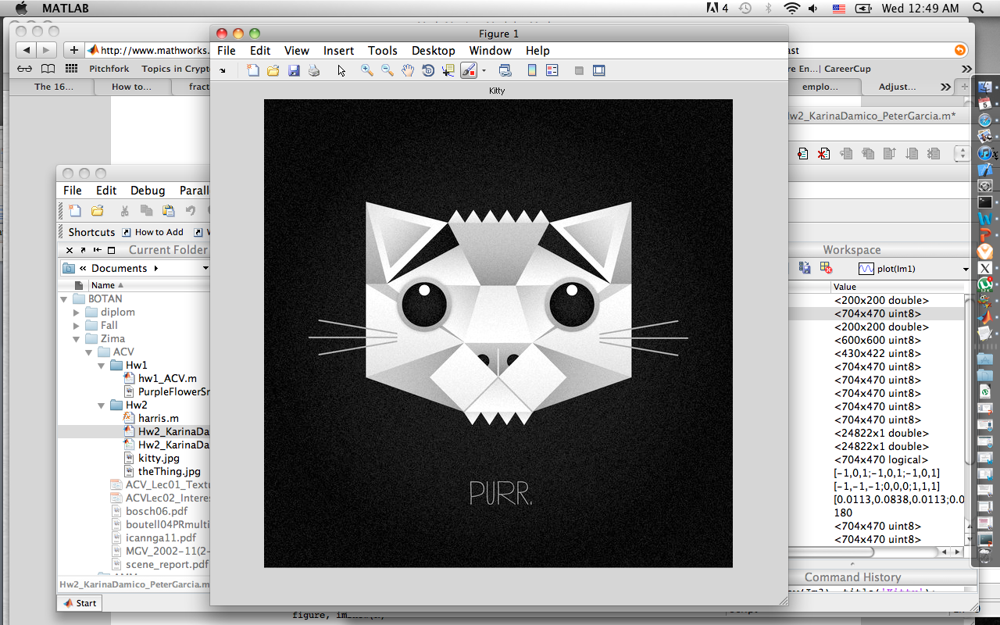 MATLAB
4
Wed 12:49 AM
Figure 1
http://www.mathworks.
File Edit View Insert Tools Desktop Window Help
Pitchfork
Topics in Crypt
CareerCup
The 16...
How to...
fract
emplo...
Adjust...
Kitty
Hw2_KarinaDamico_PeterGarcia.m*
File Edit Debug Parall
Shortcuts
How to Add
Current Folder
Documents
Name
BOTAN
diplom
Fall
Zima
ACV
Hw1
hw1_ACV.m
PurpleFlowerSr
Hw2
harris.m
Hw2_KarinaDa
Hw2_KarinaDa
kitty.jpg
theThing.jpg
ACV_Lec01_Textu
ACVLec02_Interes
bosch06.pdf
boutell04PRmulti
icannga11.pdf
MGV_2002-11(2-
scene_report.pdf
Hw2_KarinaDamico_PeterGarcia.m
Start
PURR.
Workspace
plot(Im1)
Value
<200x200 double>
<704x470 uint8>
<200x200 double>
<600x600 uint8>
<430x422 uint8>
<704x470 uint8>
<704x470 uint8>
<704x470 uint8>
<704x470 uint8>
<704x470 uint8>
<24822x1 double>
<24822x1 double>
<704x470 logical>
[-1,0,1;-1,0,1;-1,0,1]
[-1,-1,-1;0,0,0;1,1,1]
[0.0113,0.0838,0.0113;0.0
180
<704x470 uint8>
<704x470 uint8>
Command History